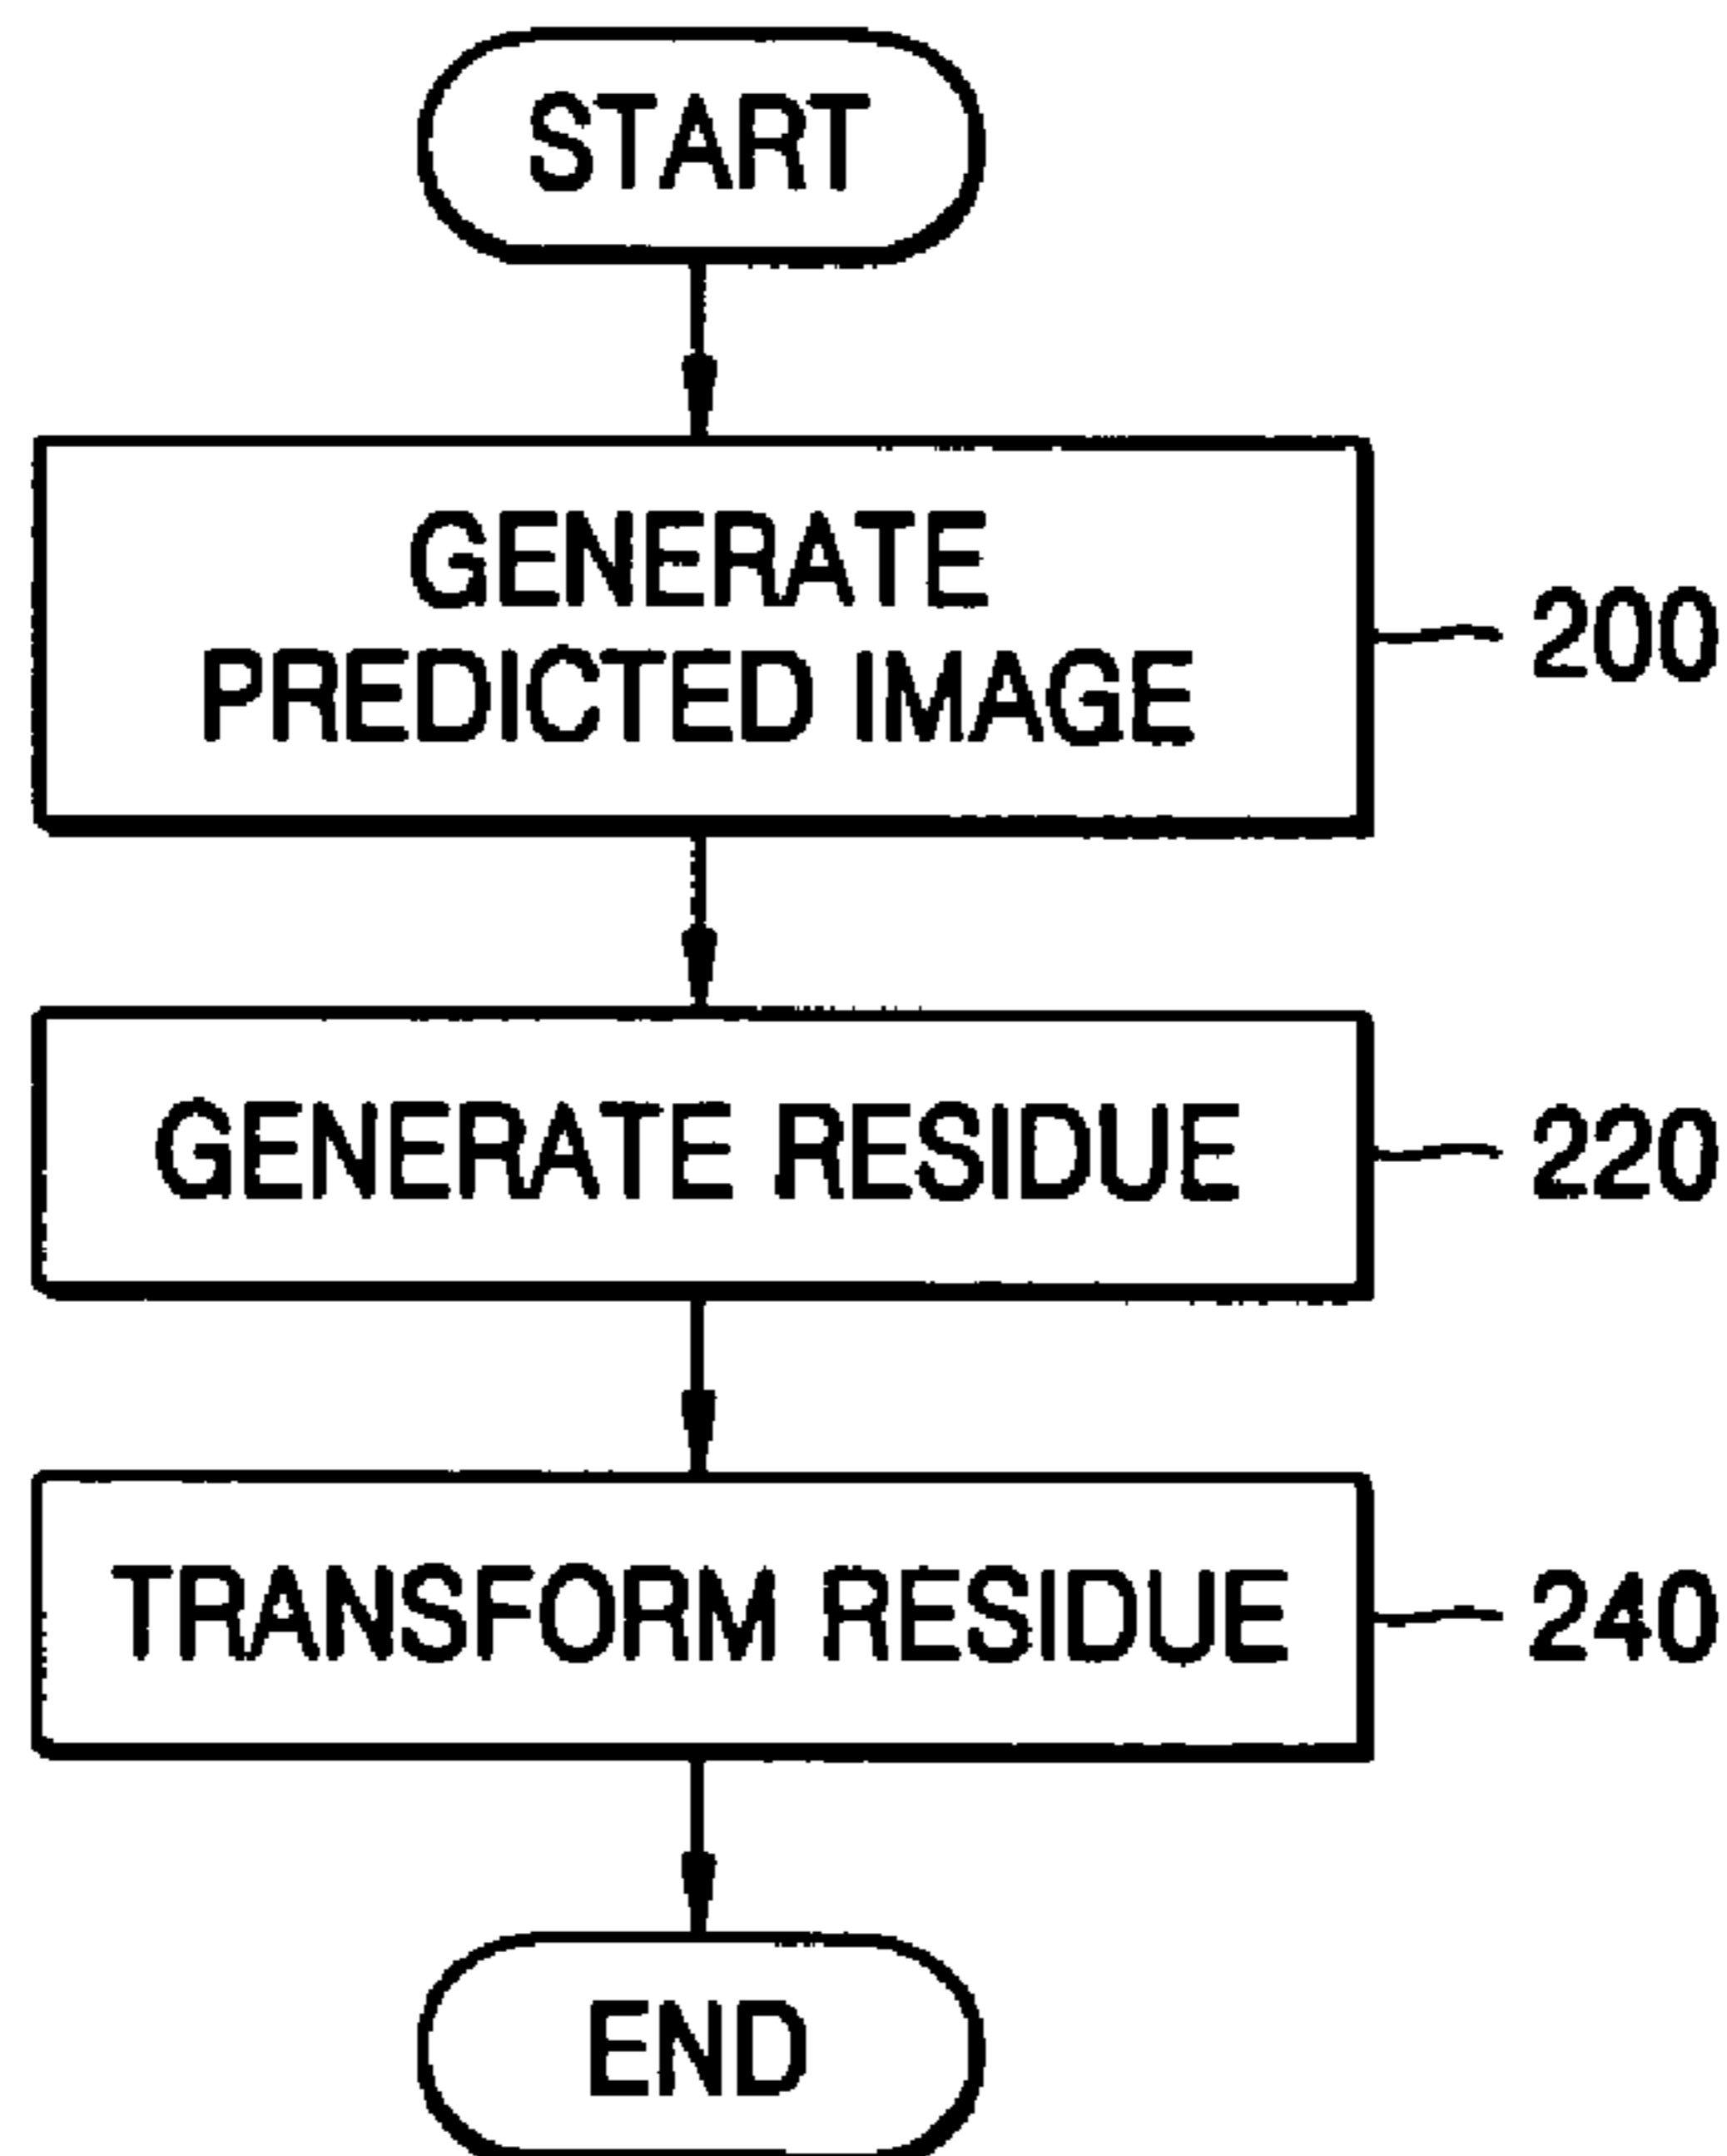 START
GENERATE
PREDICTED IMAGE
200
GENERATE RESIDUE
220
TRANSFORM RESIDUE
240
END